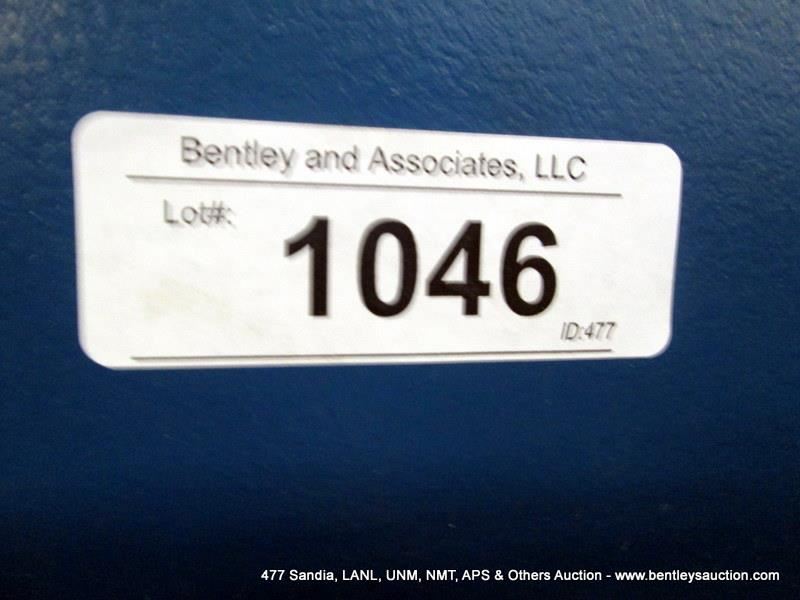 Bentley and Associates, LLC
Lot#:
1046
ID:477
477 Sandia, LANL, UNM, NMT, APS & Others Auction - www.bentleysauction.com